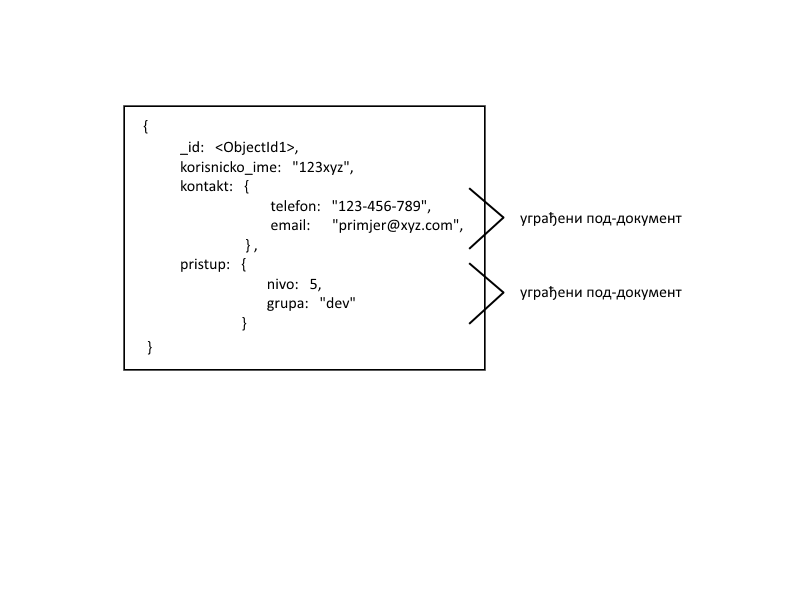 {
_id: <ObjectId1>,
korisnicko_ime: "123xyz",
kontakt: {
telefon: "123-456-789",
email: "primjer@xyz.com",
},
уграђени под-документ
pristup: {
nivo: 5,
grupa: "dev"
}
уграђени под-документ
}